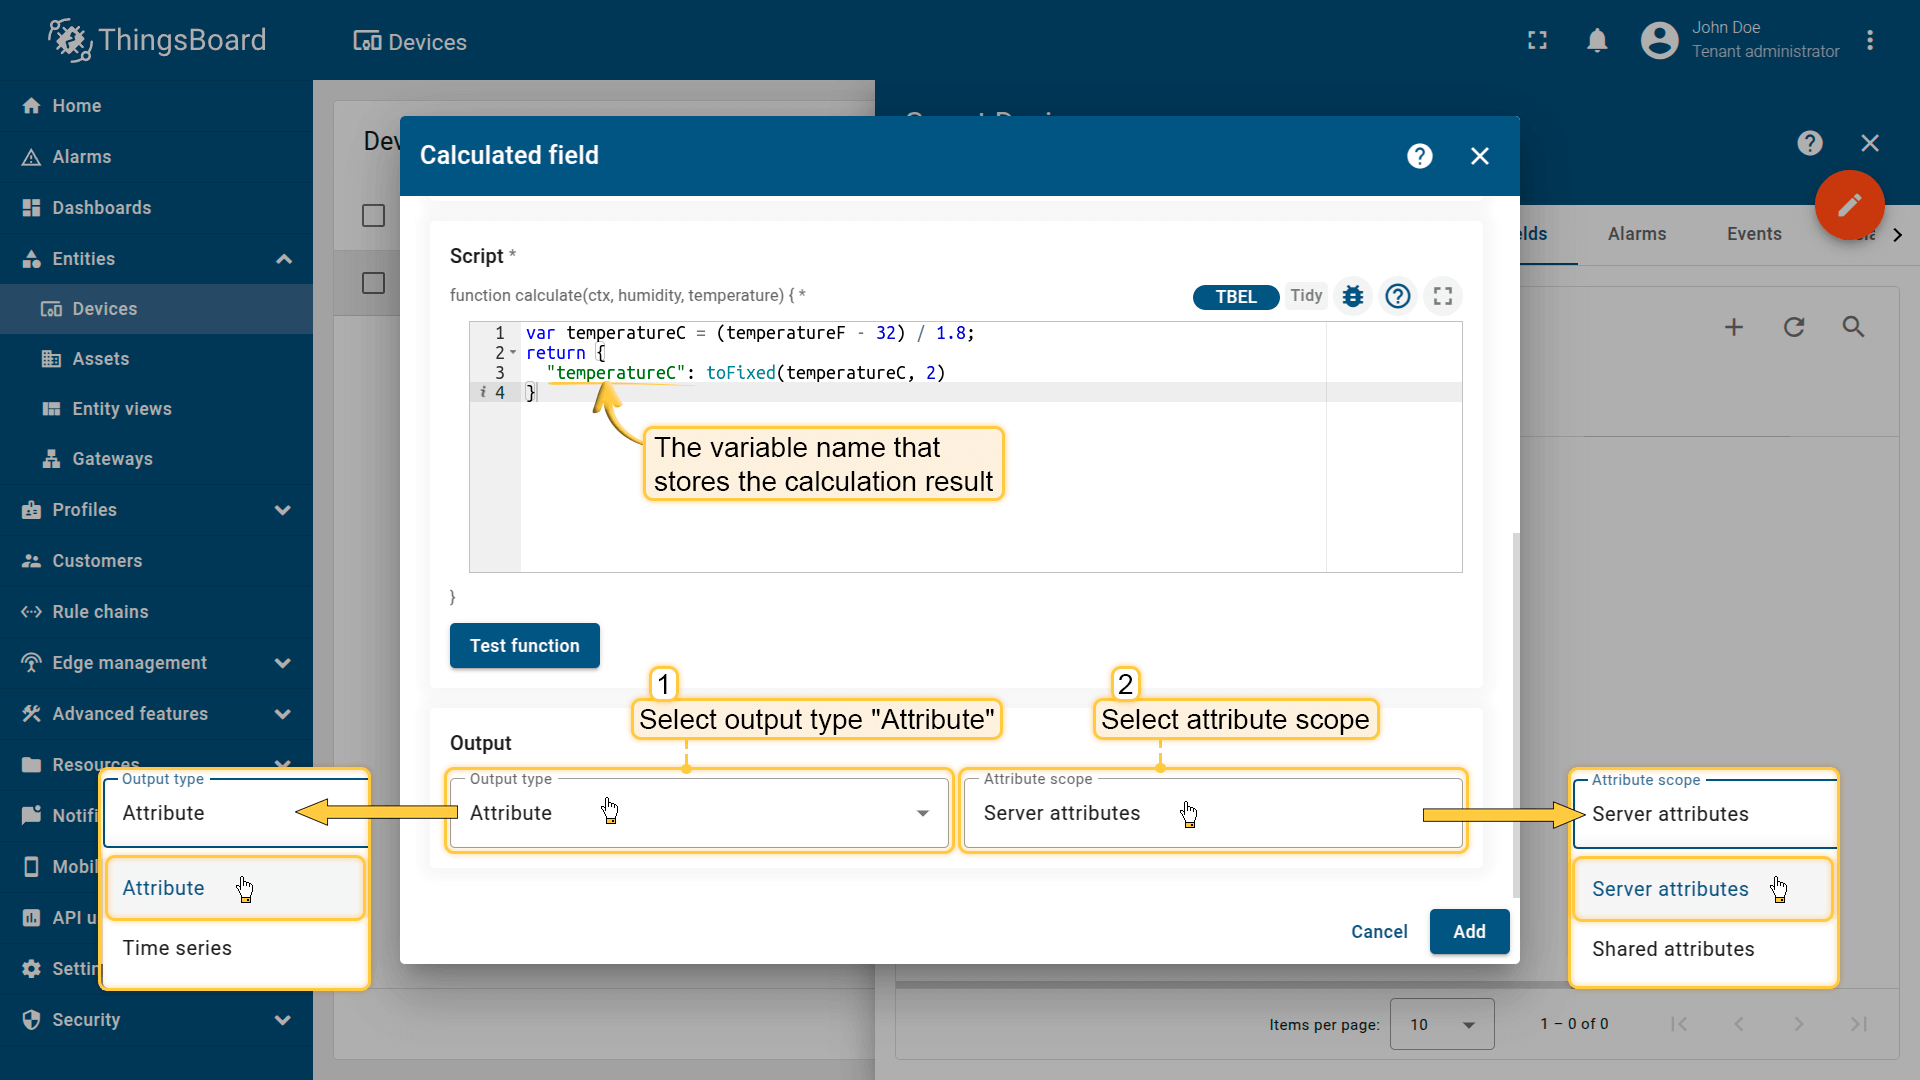 ThingsBoard
Devices
John Doe
Tenant administrator
Home
Alarms
Dashboards
Entities
Devices
Assets
Entity views
Gateways
Profiles
Customers
Rule chains
Edge management
Advanced features
Resources
Notifi
Mobil
API u
Settin
Security
Dev
Calculated field
Script *
function calculate(ctx, humidity, temperature) { *
TBEL
Tidy
1 var temperatureC = (temperatureF - 32) / 1.8;
2 return {
3 "temperatureC": toFixed(temperatureC, 2)
i 4 }
The variable name that
stores the calculation result
}
Test function
1
Select output type "Attribute"
2
Select attribute scope
Output
Output type
Attribute
Attribute scope
Server attributes
Output type
Attribute
Attribute
Time series
Attribute scope
Server attributes
Server attributes
Shared attributes
Cancel
Add
elds
Alarms
Events
Items per page:
10
1 – 0 of 0